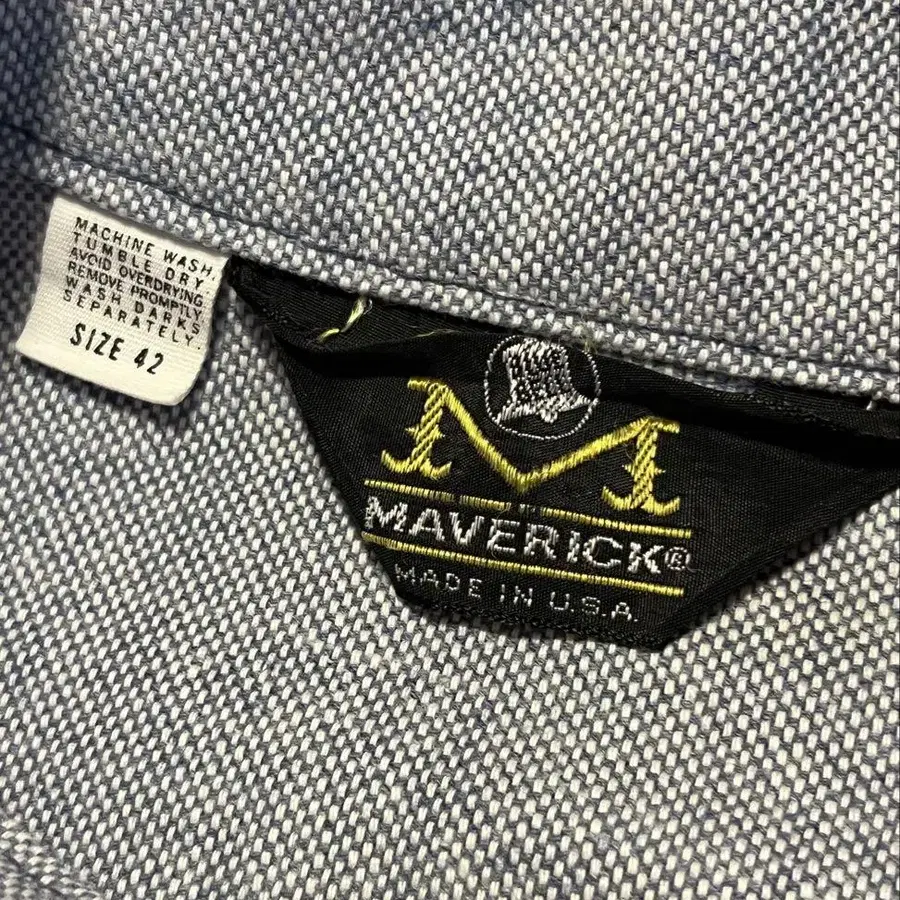 MACHINE WASH,
TUMBLE DRY
AVOID OVERDRYING
REMOVE PROMPTLY
WASH DARKS
SEPARATELY.
SIZE 42
M
MAVERICK®
MADE IN U.S.A.